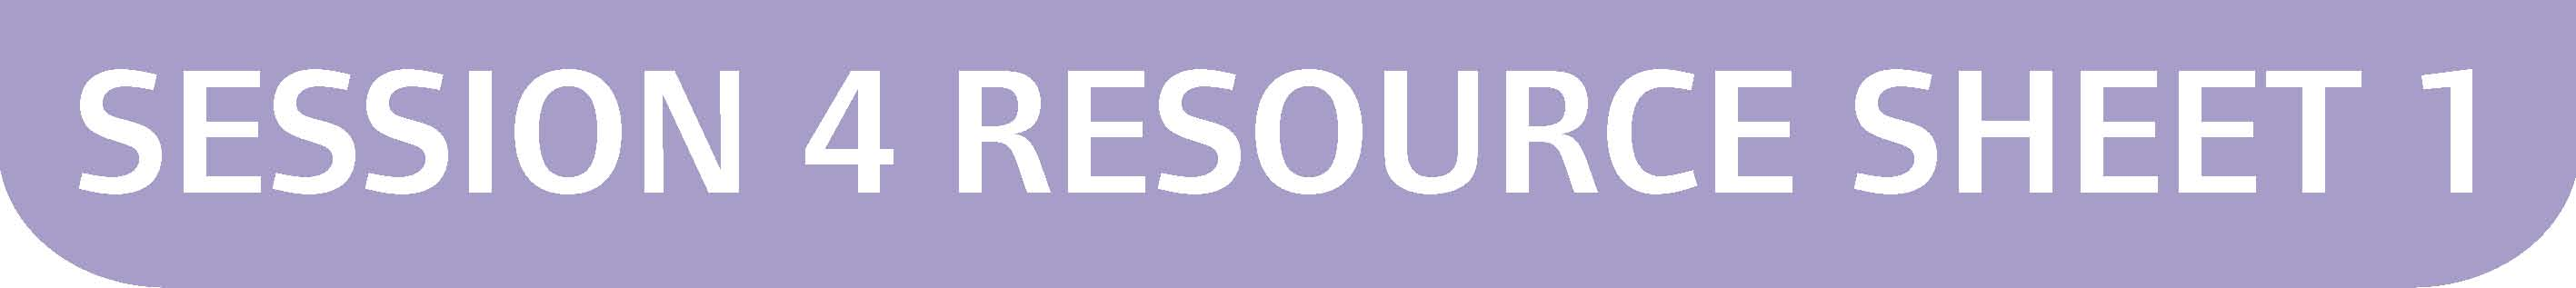 SESSION 4 RESOURCE SHEET 1